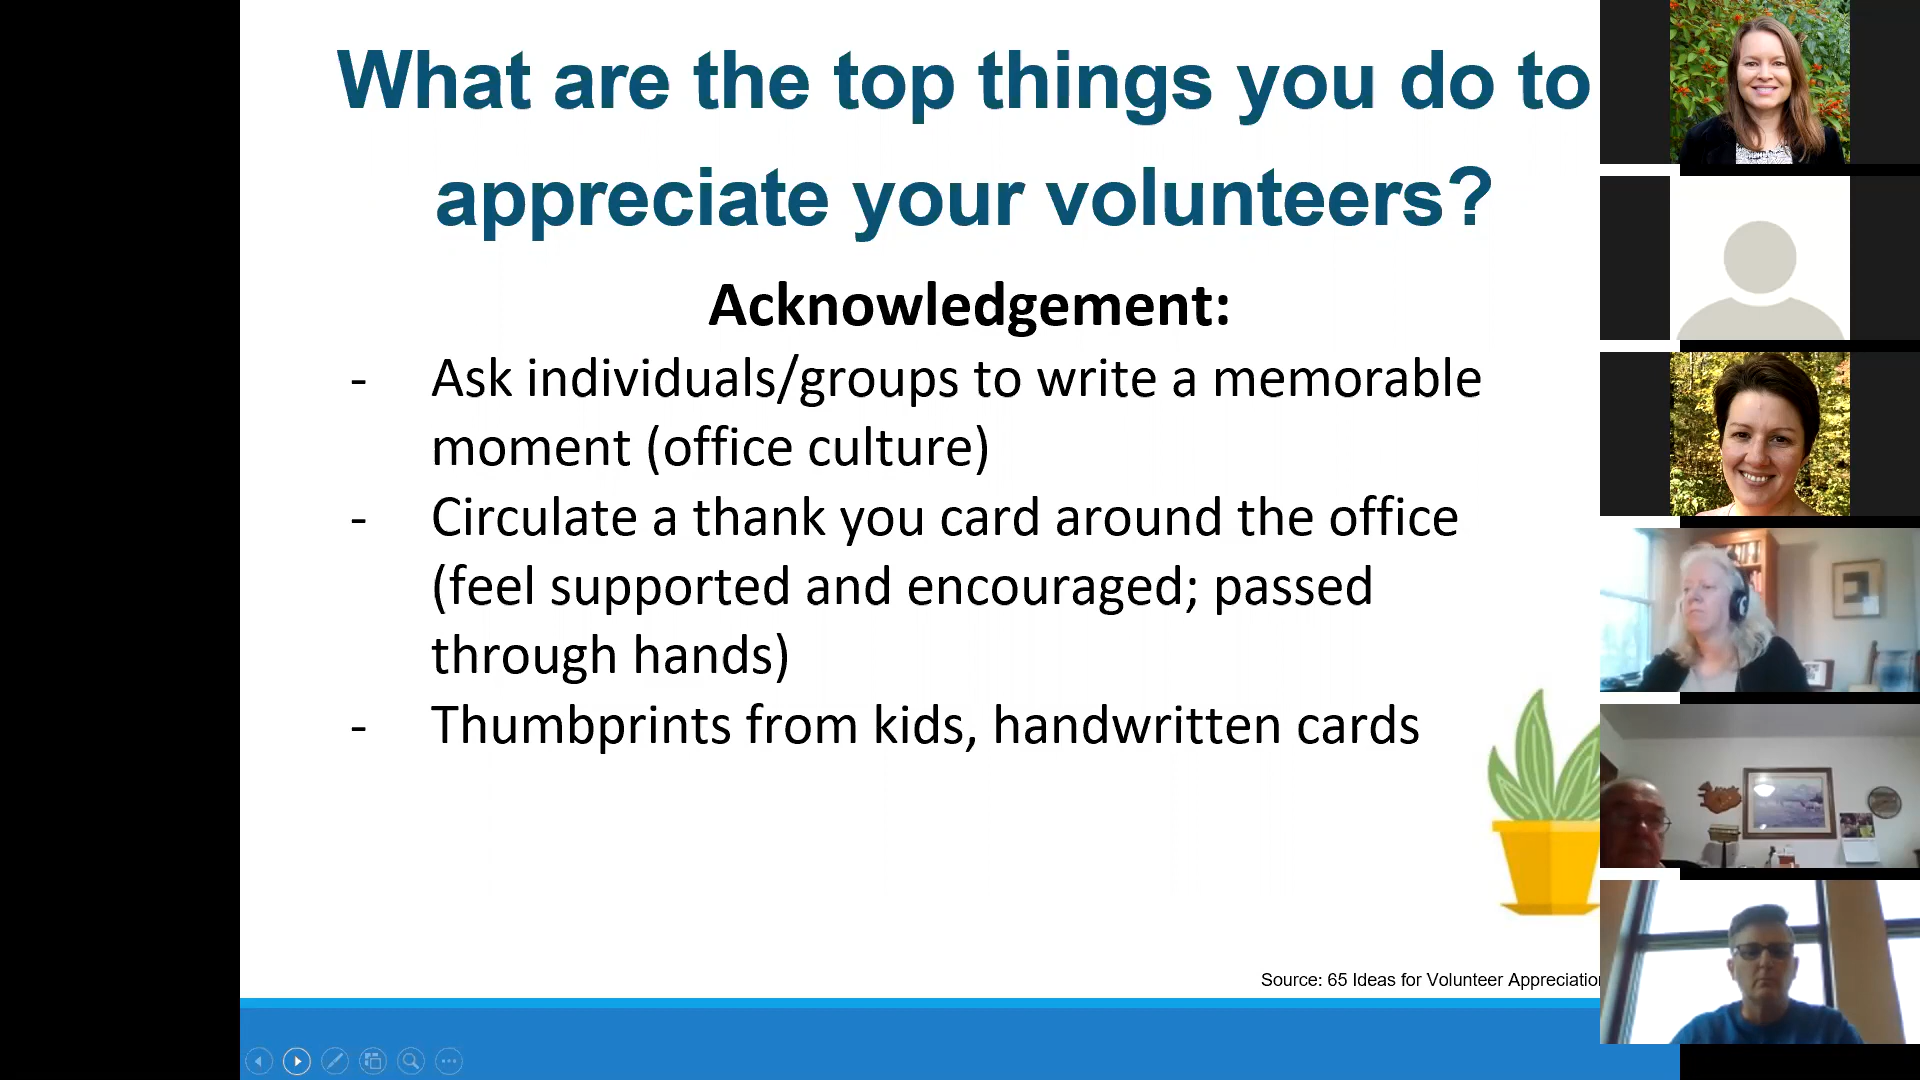 What are the top things you do to
appreciate your volunteers?
Acknowledgement:
- Ask individuals/groups to write a memorable
moment (office culture)
- Circulate a thank you card around the office
(feel supported and encouraged; passed
through hands)
- Thumbprints from kids, handwritten cards
Source: 65 Ideas for Volunteer Appreciation